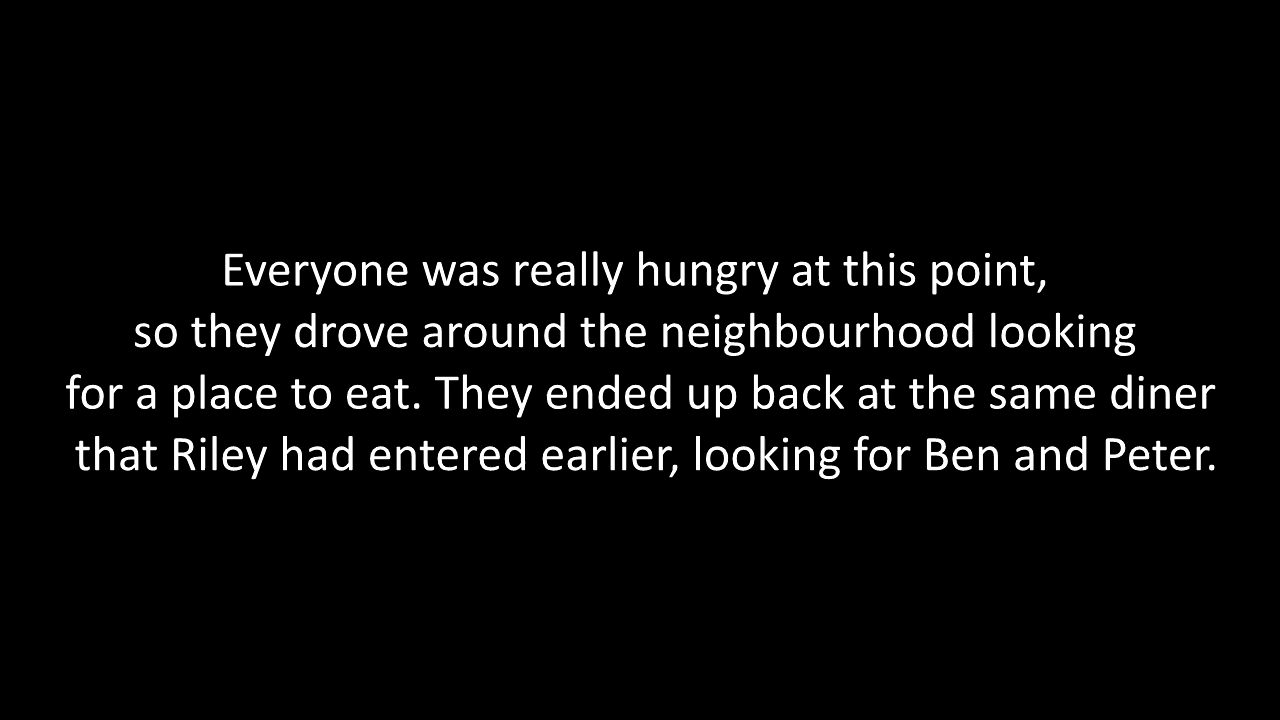 Everyone was really hungry at this point,
so they drove around the neighbourhood looking
for a place to eat. They ended up back at the same diner
that Riley had entered earlier, looking for Ben and Peter.